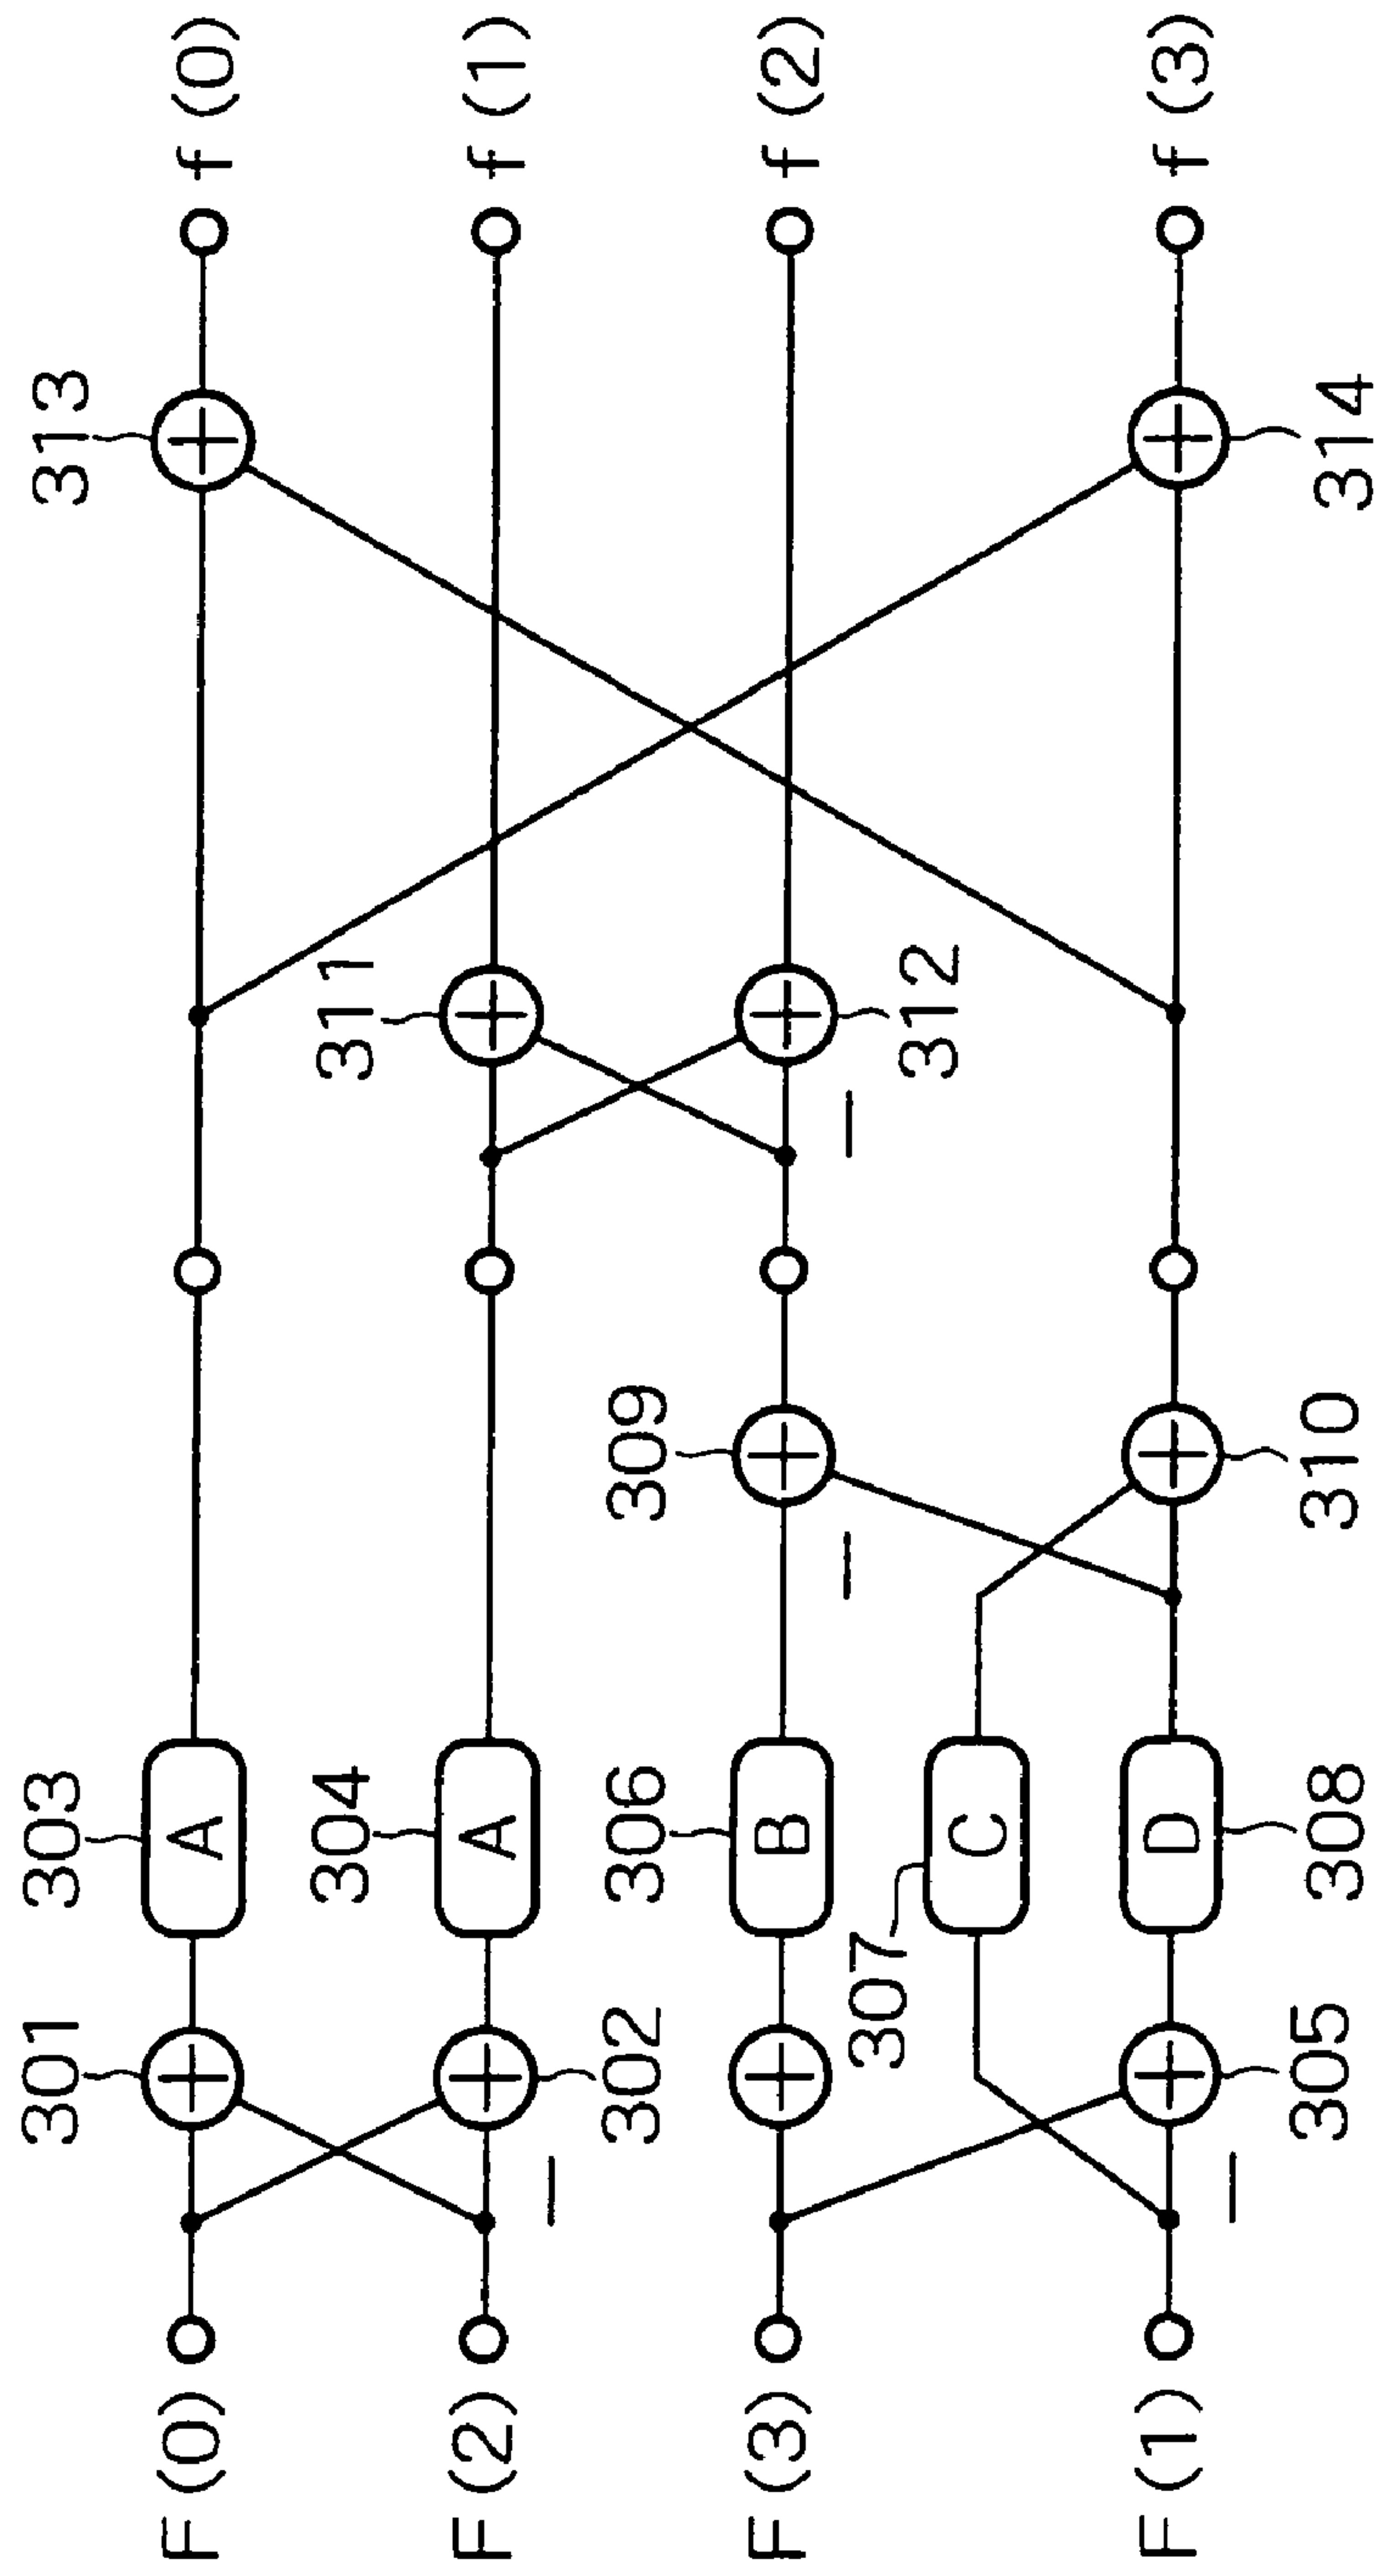 F (0)
301
303
A
313
f (0)
F (2)
302
304
A
311
f (1)
F (3)
306
B
309
312
f (2)
307
C
F (1)
305
308
D
310
314
f (3)